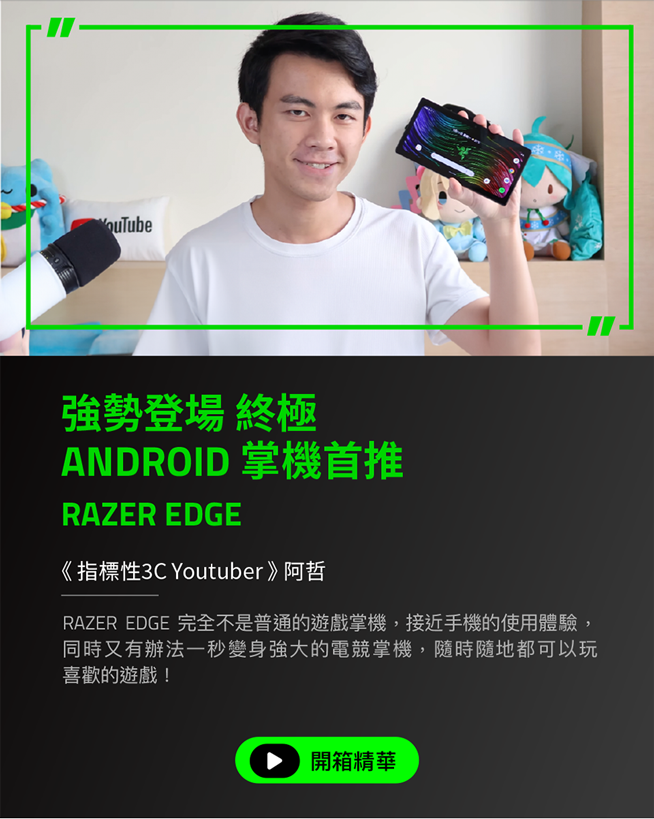 YouTube
強勢登場 終極
ANDROID 掌機首推
RAZER EDGE
《 指標性3C Youtuber 》阿哲
RAZER EDGE 完全不是普通的遊戲掌機，接近手機的使用體驗，
同時又有辦法一秒變身強大的電競掌機，隨時隨地都可以玩
喜歡的遊戲！
開箱精華